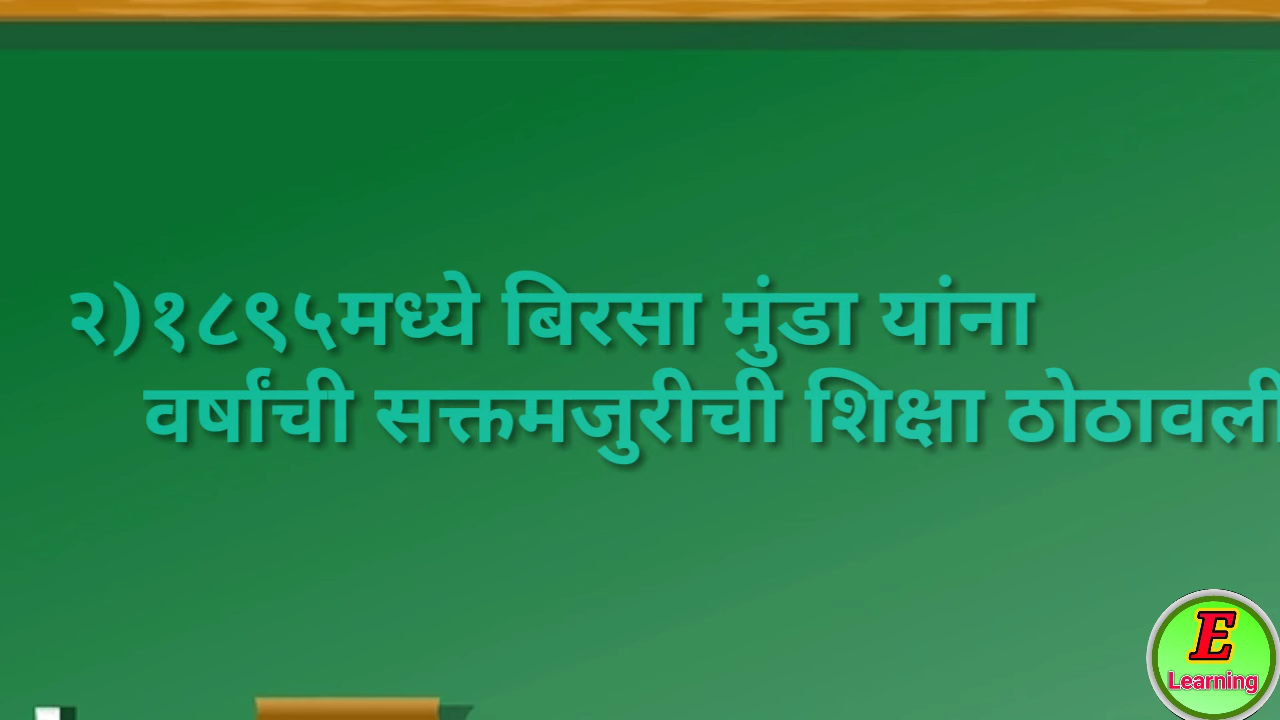 २)१८९५मध्ये बिरसा मुंडा यांना
वर्षांची सक्तमजुरीची शिक्षा ठोठावली
E
Learning